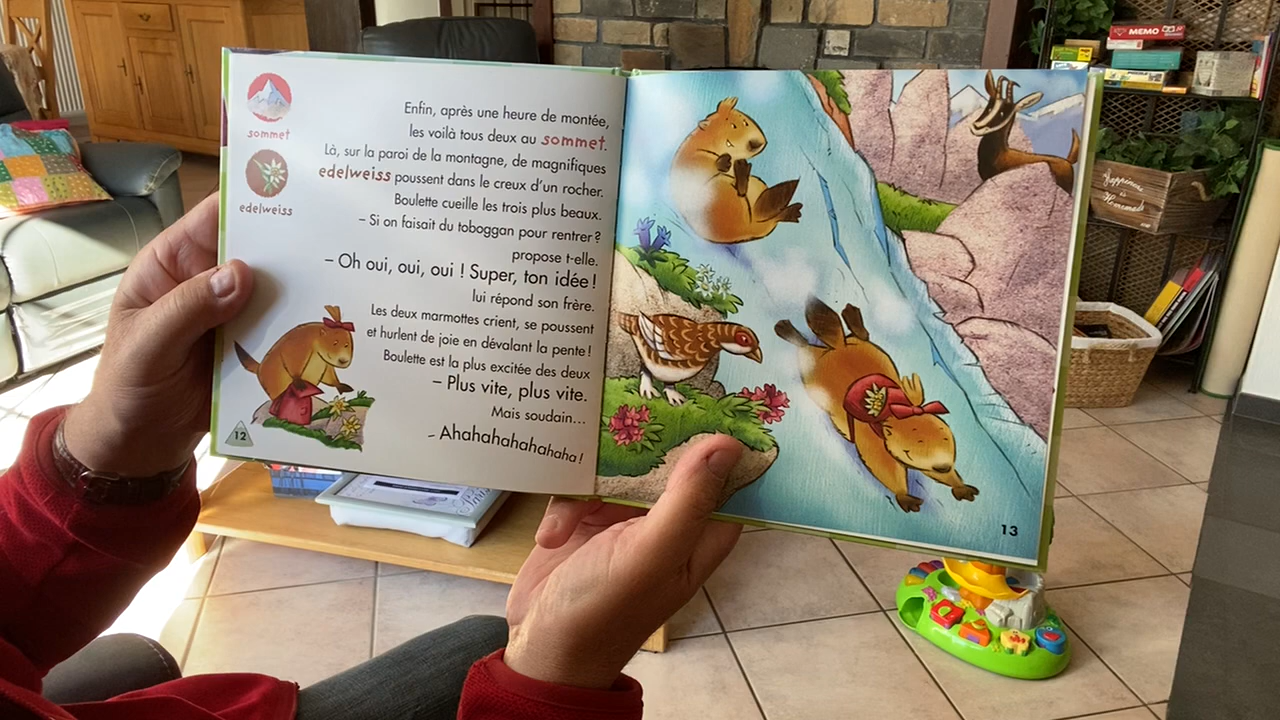 sommet
edelweiss
Enfin, après une heure de montée,
les voilà tous deux au sommet.
Là, sur la paroi de la montagne, de magnifiques
edelweiss poussent dans le creux d'un rocher.
Boulette cueille les trois plus beaux.
– Si on faisait du toboggan pour rentrer ?
propose t-elle.
– Oh oui, oui, oui ! Super, ton idée !
lui répond son frère.
Les deux marmottes crient, se poussent
et hurlent de joie en dévalant la pente !
Boulette est la plus excitée des deux
– Plus vite, plus vite.
Mais soudain...
– Ahahahahahahaha !
12
13
MEMO
Happiness
is
Homemade